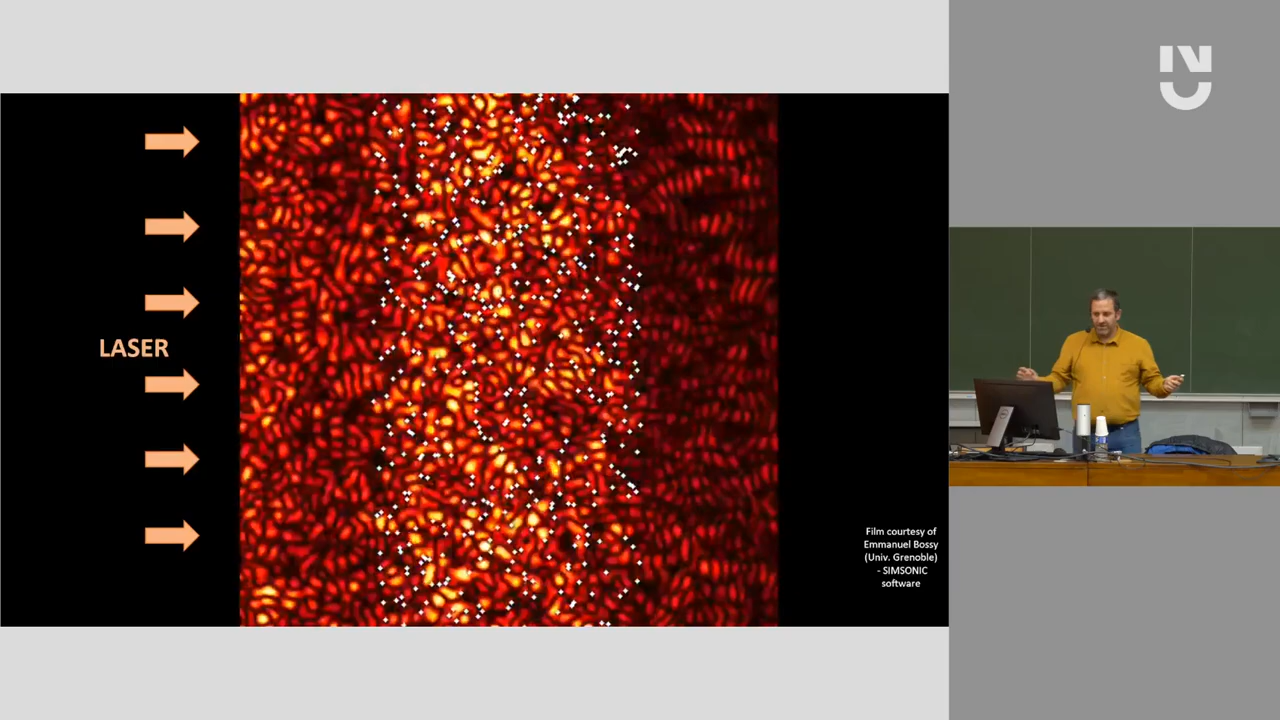 LASER
Film courtesy of
Emmanuel Bossy
(Univ. Grenoble)
- SIMSONIC
software